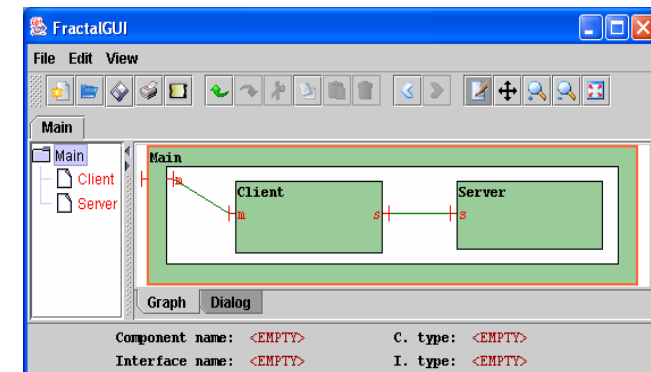 FractalGUI
File Edit View
Main
Main
Client
Server
Main
m
Client
m
s
Server
s
Graph Dialog
Component name: <EMPTY> C. type: <EMPTY>
Interface name: <EMPTY> I. type: <EMPTY>